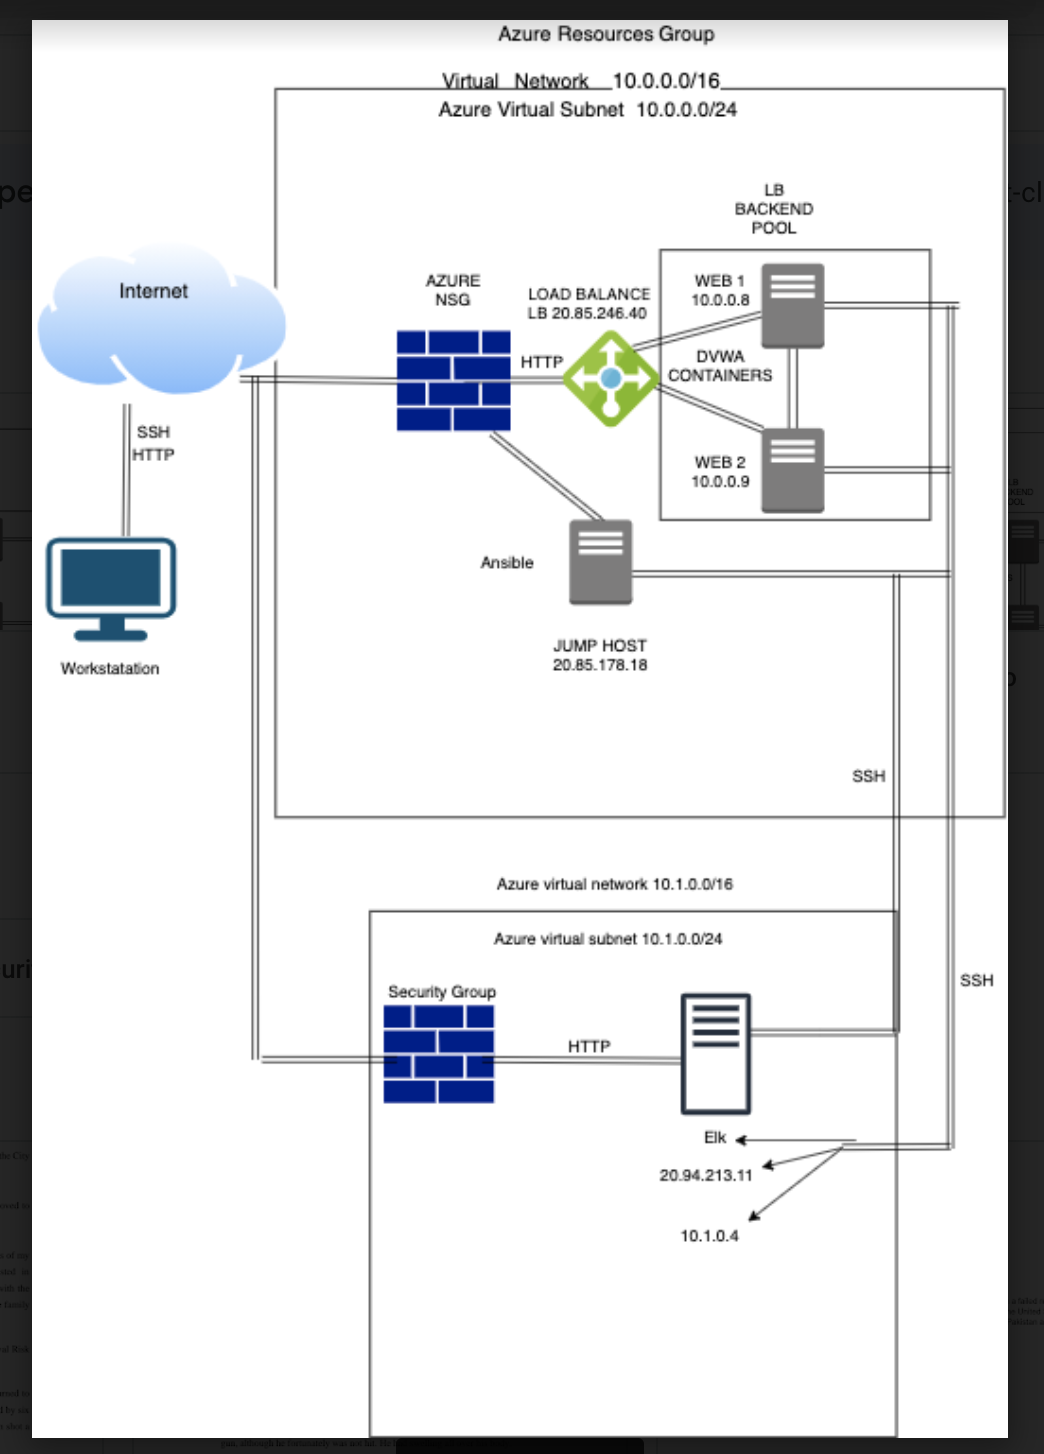 Azure Resources Group
Virtual Network 10.0.0.0/16
Azure Virtual Subnet 10.0.0.0/24
LB
BACKEND
POOL
Internet
AZURE
NSG
LOAD BALANCE
LB 20.85.246.40
WEB 1
10.0.0.8
HTTP
DVWA
CONTAINERS
SSH
HTTP
WEB 2
10.0.0.9
Ansible
JUMP HOST
20.85.178.18
Workstatation
SSH
Azure virtual network 10.1.0.0/16
Azure virtual subnet 10.1.0.0/24
Security Group
SSH
HTTP
Elk
20.94.213.11
10.1.0.4